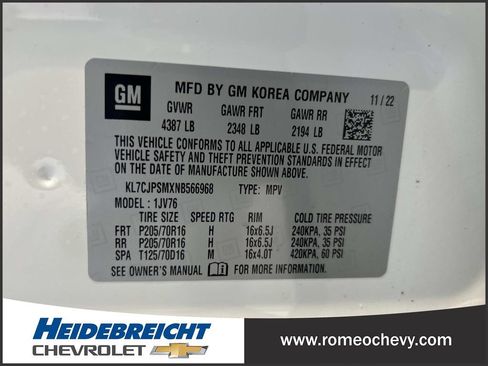 GM
MFD BY GM KOREA COMPANY 11 / 22
GVWR GAWR FRT GAWR RR
4387 LB 2348 LB 2194 LB
THIS VEHICLE CONFORMS TO ALL APPLICABLE U.S. FEDERAL MOTOR
VEHICLE SAFETY AND THEFT PREVENTION STANDARDS IN EFFECT
ON THE DATE OF MANUFACTURE SHOWN ABOVE.
KL7CJPSMXNB566968 TYPE: MPV
MODEL : 1JV76
TIRE SIZE SPEED RTG RIM COLD TIRE PRESSURE
FRT P205/70R16 H 16x6.5J 240KPA, 35 PSI
RR P205/70R16 H 16x6.5J 240KPA, 35 PSI
SPA T125/70D16 M 16x4.0T 420KPA, 60 PSI
SEE OWNER'S MANUAL FOR MORE INFORMATION.
HEIDEBREICHT
CHEVROLET
www.romeochevy.com